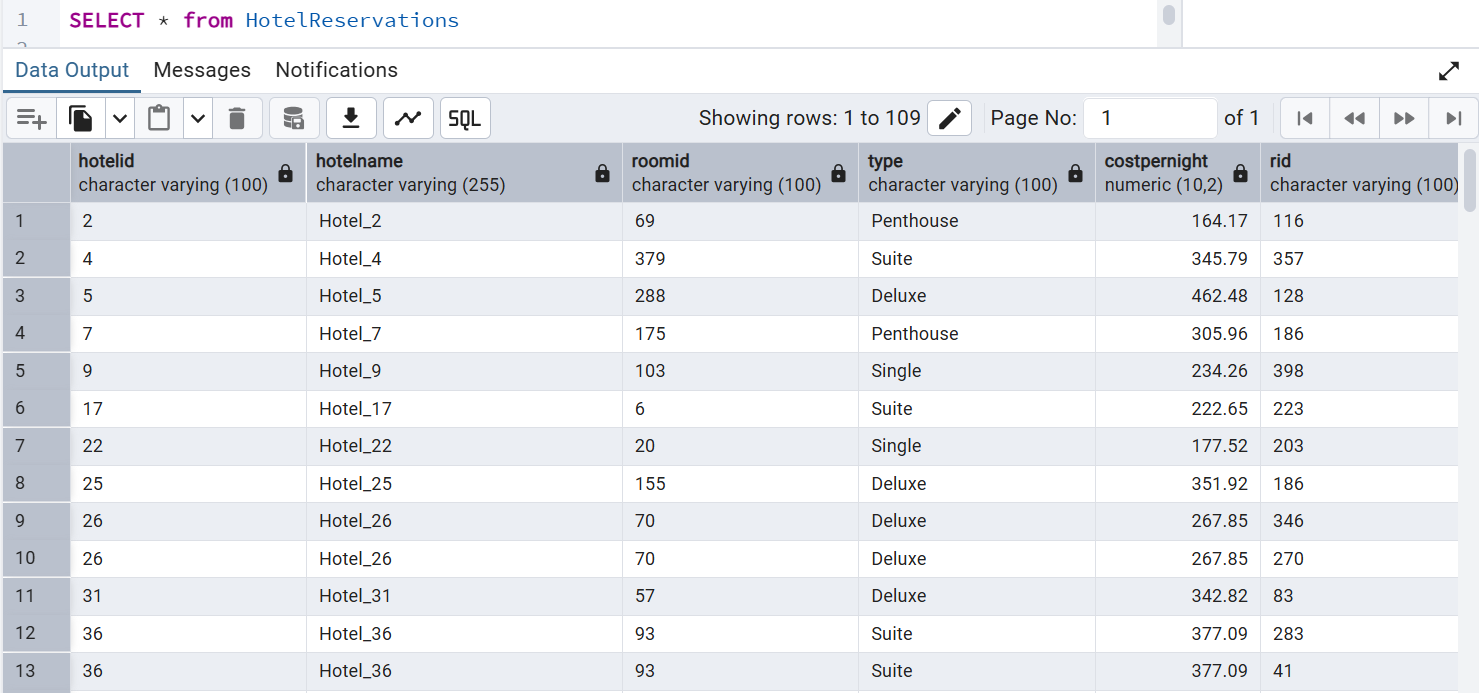 1 SELECT * from HotelReservations
Data Output Messages Notifications
SQL Showing rows: 1 to 109 Page No: 1 of 1
hotelid hotelname roomid type costpernight rid
character varying (100) character varying (255) character varying (100) character varying (100) numeric (10,2) character varying (100)
1 2 Hotel_2 69 Penthouse 164.17 116
2 4 Hotel_4 379 Suite 345.79 357
3 5 Hotel_5 288 Deluxe 462.48 128
4 7 Hotel_7 175 Penthouse 305.96 186
5 9 Hotel_9 103 Single 234.26 398
6 17 Hotel_17 6 Suite 222.65 223
7 22 Hotel_22 20 Single 177.52 203
8 25 Hotel_25 155 Deluxe 351.92 186
9 26 Hotel_26 70 Deluxe 267.85 346
10 26 Hotel_26 70 Deluxe 267.85 270
11 31 Hotel_31 57 Deluxe 342.82 83
12 36 Hotel_36 93 Suite 377.09 283
13 36 Hotel_36 93 Suite 377.09 41